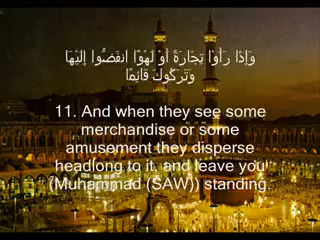 وَإِذَا رَأَوْا تِجَارَةً أَوْ لَهْوًا انفَضُّوا إِلَيْهَا
وَتَرَكُوكَ قَائِمًا
11. And when they see some
merchandise or some
amusement they disperse
headlong to it, and leave you
(Muhammad (SAW)) standing.